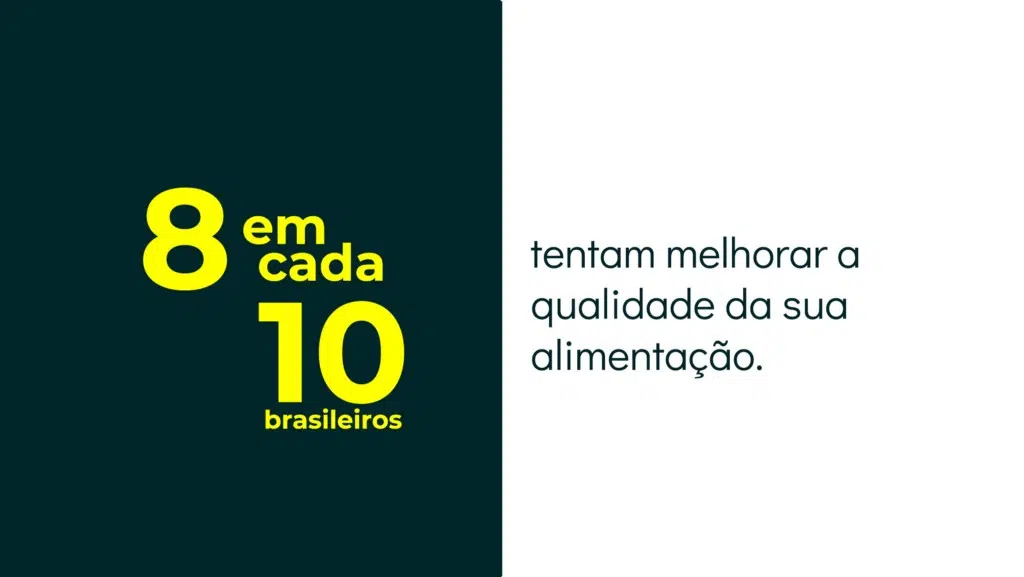 8 em
cada
10
brasileiros
tentam melhorar a
qualidade da sua
alimentação.